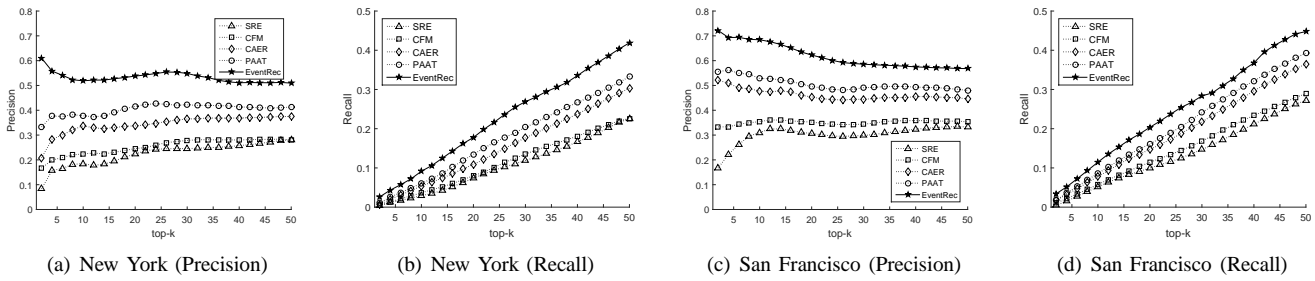 0.8
0.7
0.6
0.5
0.4
0.3
0.2
0.1
0
Precision
5 10 15 20 25 30 35 40 45 50
top-k
SRE
CFM
CAER
PAAT
EventRec
(a) New York (Precision)
0.5
0.4
0.3
0.2
0.1
0
Recall
5 10 15 20 25 30 35 40 45 50
top-k
SRE
CFM
CAER
PAAT
EventRec
(b) New York (Recall)
0.8
0.7
0.6
0.5
0.4
0.3
0.2
0.1
0
Precision
5 10 15 20 25 30 35 40 45 50
top-k
SRE
CFM
CAER
PAAT
EventRec
(c) San Francisco (Precision)
0.5
0.4
0.3
0.2
0.1
0
Recall
5 10 15 20 25 30 35 40 45 50
top-k
SRE
CFM
CAER
PAAT
EventRec
(d) San Francisco (Recall)